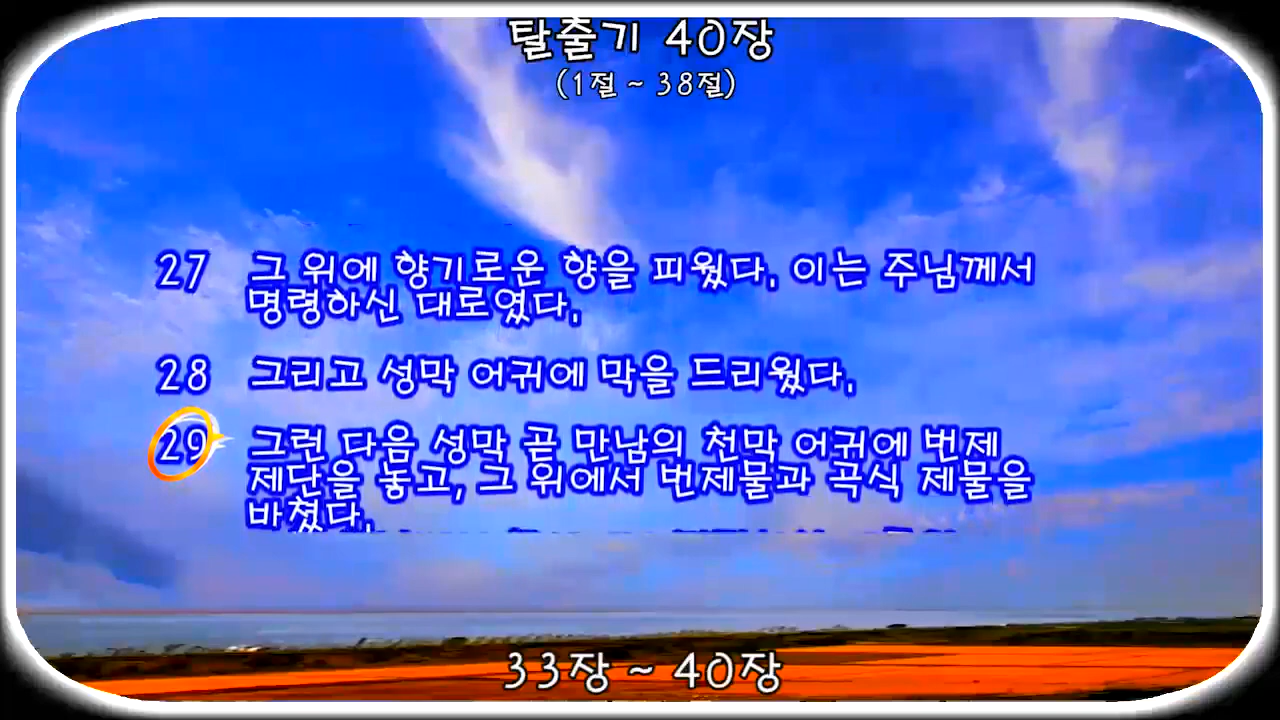 탈출기 40장
(1절 ~ 38절)
27 그 위에 향기로운 향을 피웠다. 이는 주님께서
명령하신 대로였다.
28 그리고 성막 어귀에 막을 드리웠다.
29 그런 다음 성막 곧 만남의 천막 어귀에 번제
제단을 놓고, 그 위에서 번제물과 곡식 제물을
바쳤다.
33장 ~ 40장